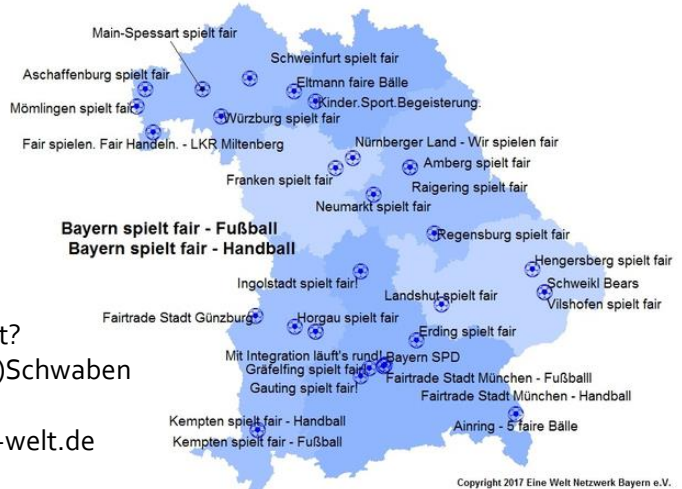 Main-Spessart spielt fair
Schweinfurt spielt fair
Aschaffenburg spielt fair
Eltmann faire Bälle
Mömlingen spielt fair
Kinder.Sport.Begeisterung.
Würzburg spielt fair
Fair spielen. Fair Handeln. - LKR Miltenberg
Nürnberger Land - Wir spielen fair
Amberg spielt fair
Franken spielt fair
Raigering spielt fair
Neumarkt spielt fair
Bayern spielt fair - Fußball
Bayern spielt fair - Handball
Regensburg spielt fair
Hengersberg spielt fair
Ingolstadt spielt fair!
Schweikl Bears
Landshut spielt fair
Vilshofen spielt fair
Fairtrade Stadt Günzburg
Horgau spielt fair
Erding spielt fair
t?
)Schwaben
Mit Integration läuft's rund!
Bayern SPD
Gräfelfing spielt fair!
Fairtrade Stadt München - Fußballl
Gauting spielt fair!
Fairtrade Stadt München - Handball
Kempten spielt fair - Handball
Ainring - 5 faire Bälle
-welt.de
Kempten spielt fair - Fußball
Copyright 2017 Eine Welt Netzwerk Bayern e.V.